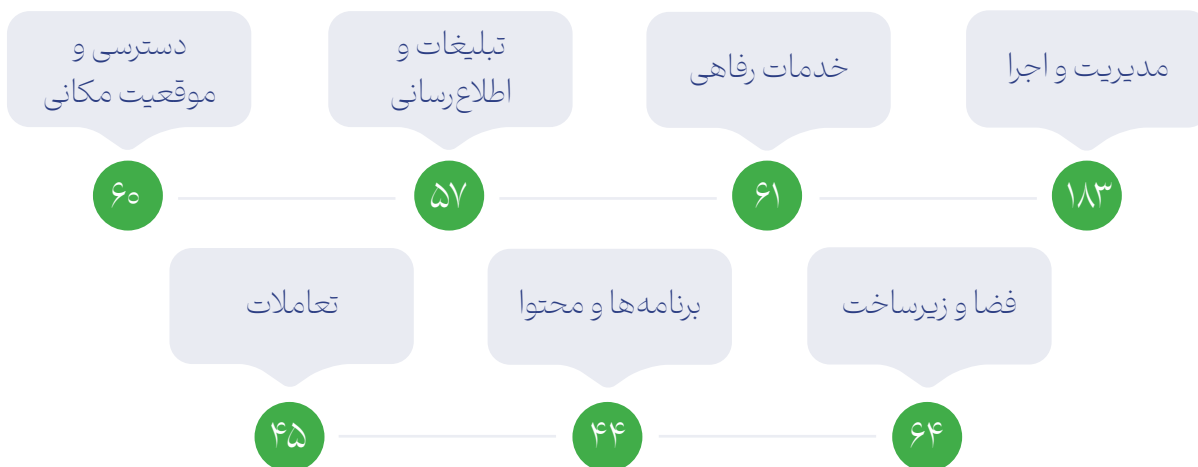 مدیریت و اجرا
خدمات رفاهی
تبلیغات و
اطلاع‌رسانی
دسترسی و
موقعیت مکانی
۱۸۳
۶۱
۵۷
۶۰
فضا و زیرساخت
برنامه‌ها و محتوا
تعاملات
۶۴
۴۴
۴۵